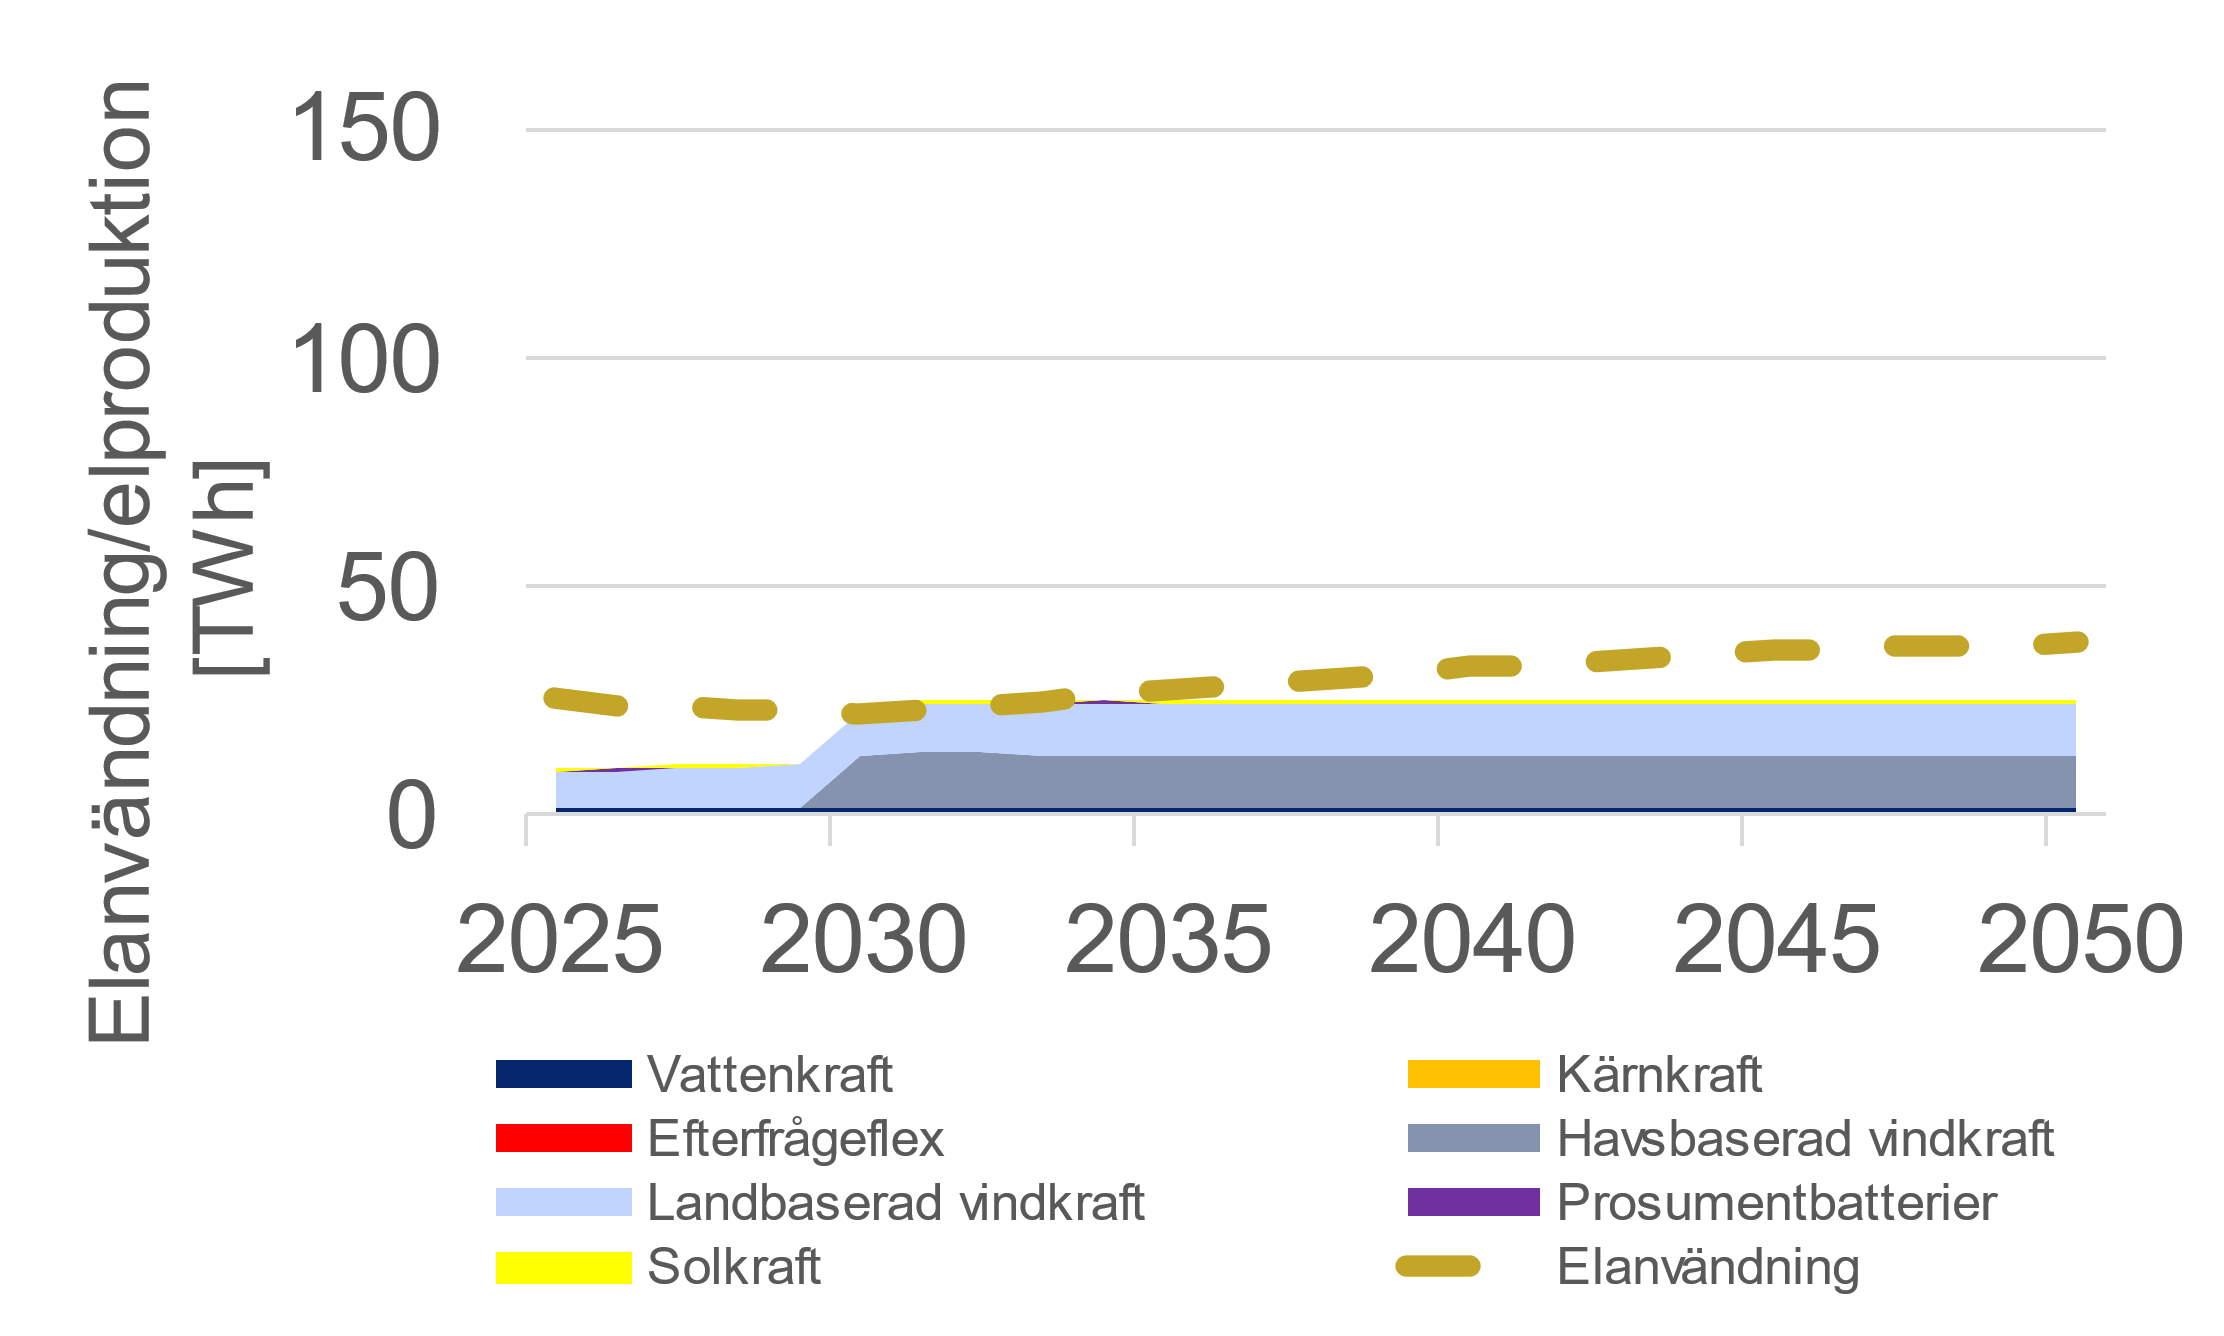 Elanvändning/elproduktion
[TWh]
150
100
50
0
2025 2030 2035 2040 2045 2050
Vattenkraft Kärnkraft
Efterfrågeflex Havsbaserad vindkraft
Landbaserad vindkraft Prosumentbatterier
Solkraft Elanvändning